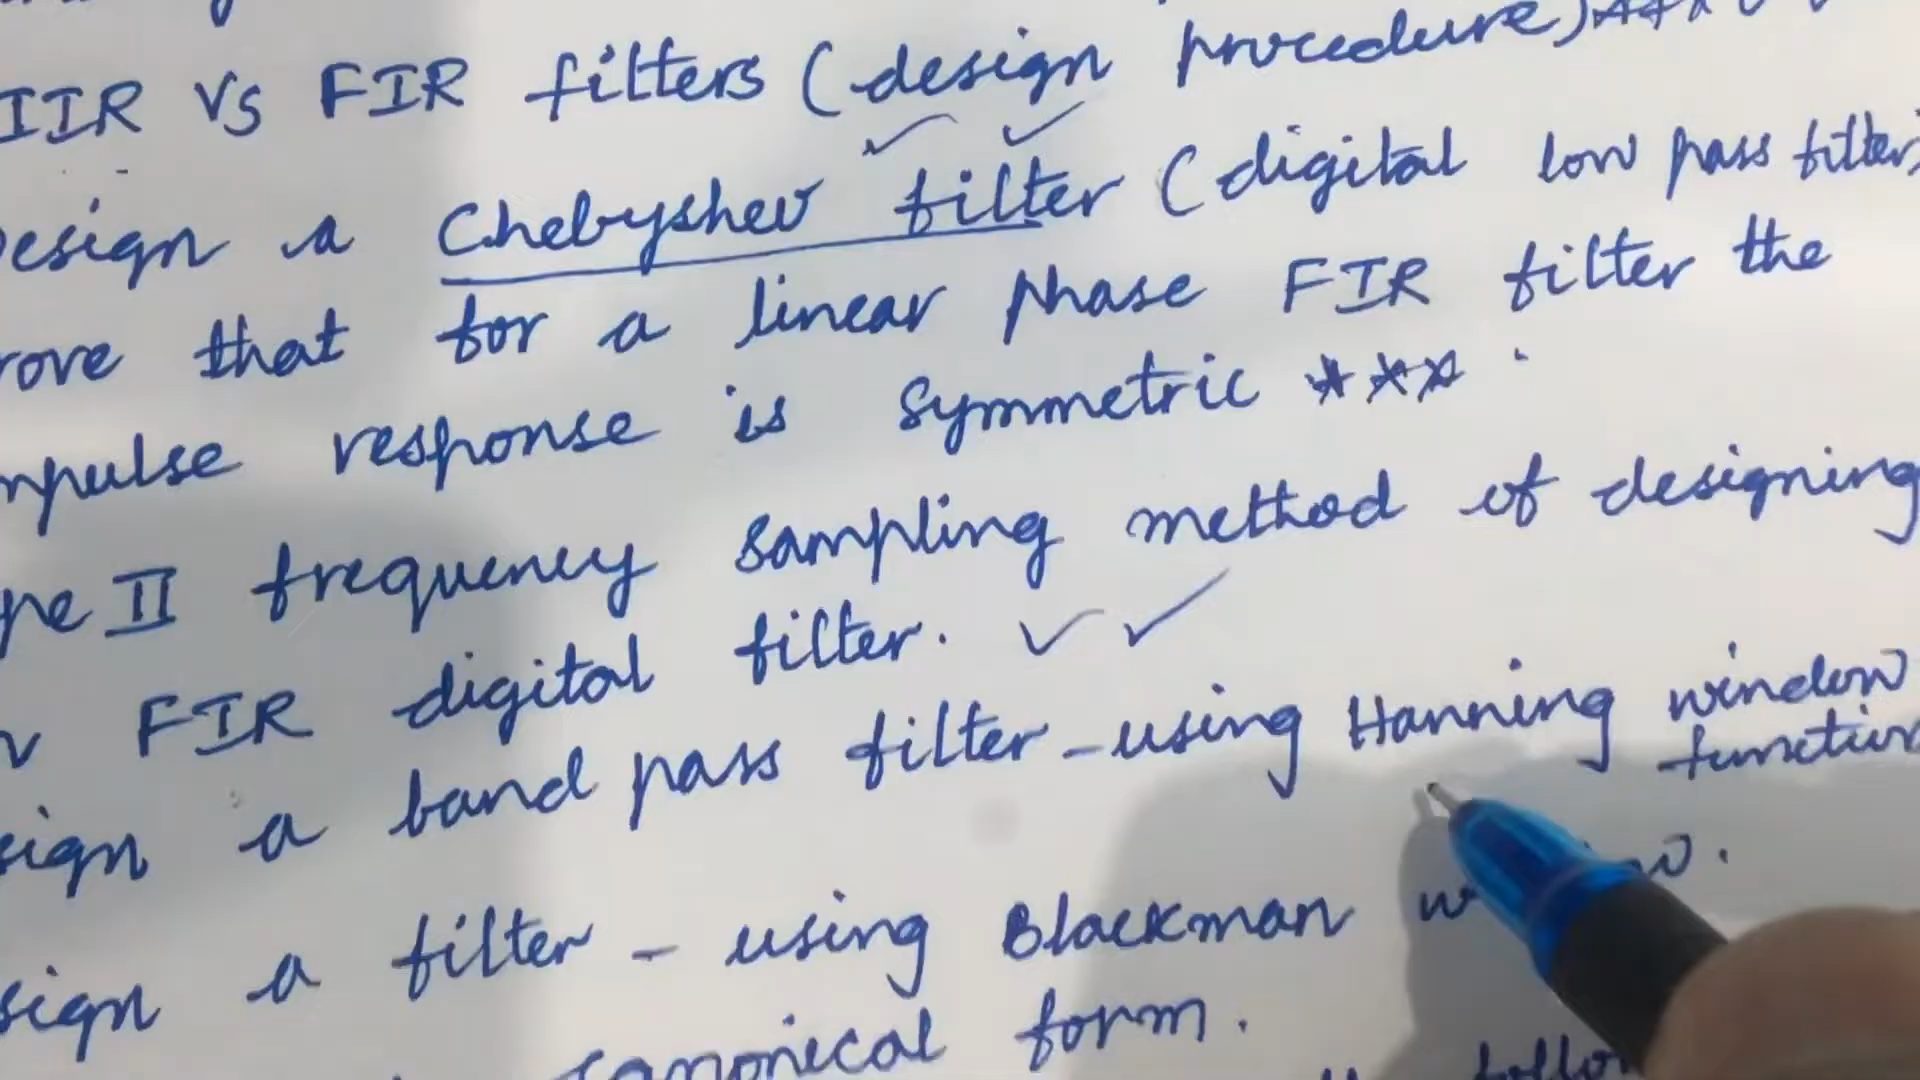 IIR Vs FIR filters (design procedure)***
esign a Chebyshev filter (digital low pass filter)
rove that for a linear phase FIR filter the
mpulse response is symmetric ***
pe II frequency sampling method of designing
FIR digital filter.
sign a band pass filter - using Hanning window
function
sign a filter - using Blackman w
canonical form.
follo